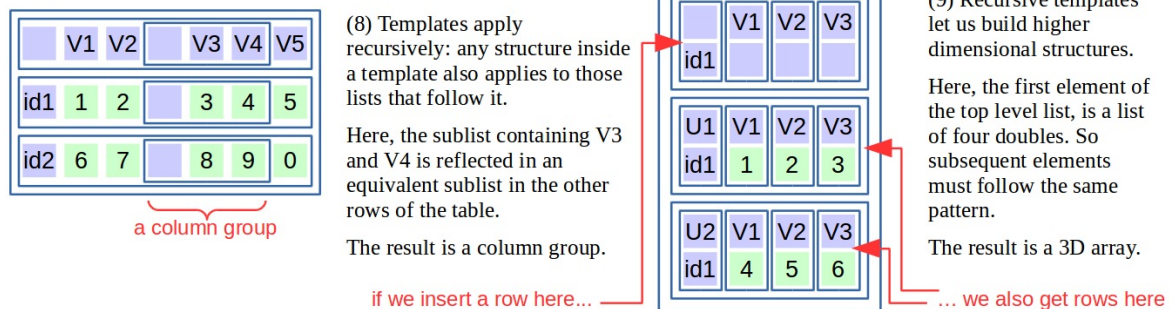 V1 V2 V3 V4 V5
id1 1 2 3 4 5
id2 6 7 8 9 0
a column group
(8) Templates apply
recursively: any structure inside
a template also applies to those
lists that follow it.
Here, the sublist containing V3
and V4 is reflected in an
equivalent sublist in the other
rows of the table.
The result is a column group.
if we insert a row here...
V1 V2 V3
id1
U1 V1 V2 V3
id1 1 2 3
U2 V1 V2 V3
id1 4 5 6
(9) Recursive templates
let us build higher
dimensional structures.
Here, the first element of
the top level list, is a list
of four doubles. So
subsequent elements
must follow the same
pattern.
The result is a 3D array.
... we also get rows here